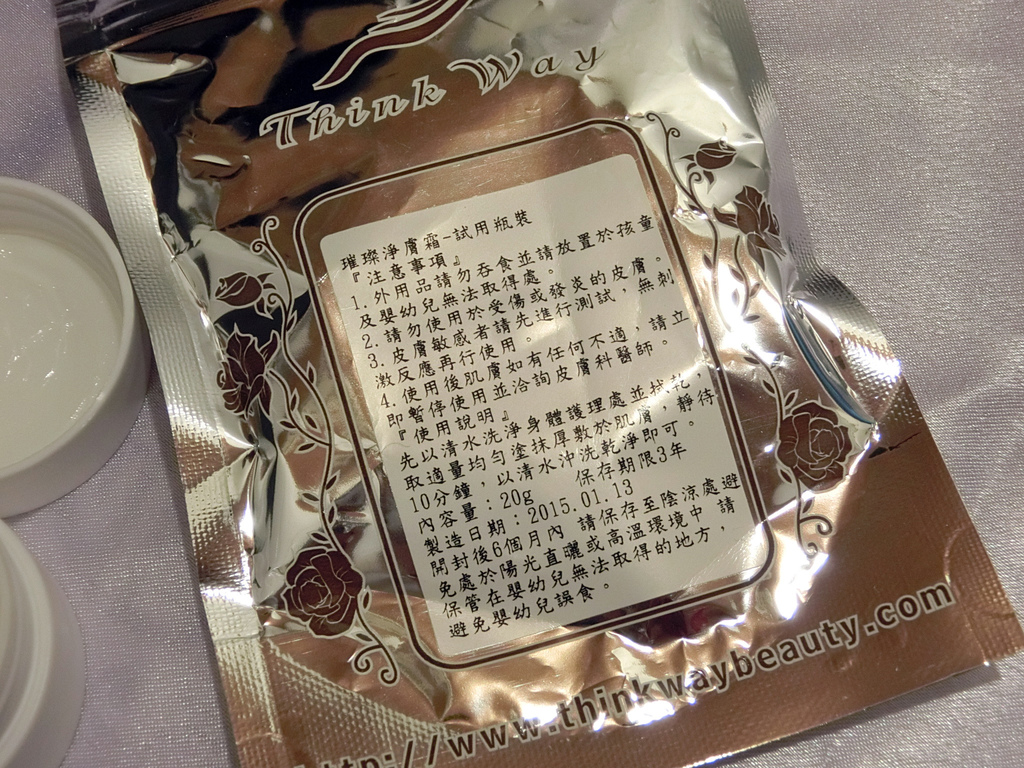 Think Way
璀璨淨膚霜-試用瓶裝
『注意事項』
1.外用品請勿吞食並請放置於孩童
及嬰幼兒無法取得處。
2.請勿使用於受傷或發炎的皮膚。
3.皮膚敏感者請先進行測試、無刺
激反應再行使用。
4.使用後肌膚如有任何不適,請立
即暫停使用並洽詢皮膚科醫師。
『使用說明』
先以清水洗淨身體護理處並拭乾
取適量均勻塗抹厚敷於肌膚,靜待
10分鐘,以清水沖洗乾淨即可。
內容量:20g 保存期限3年
製造日期:2015.01.13
開封後6個月內 請保存至陰涼處避
免處於陽光直曬或高溫環境中 請
保管在嬰幼兒無法取得的地方,
避免嬰幼兒誤食。
http://www.thinkwaybeauty.com